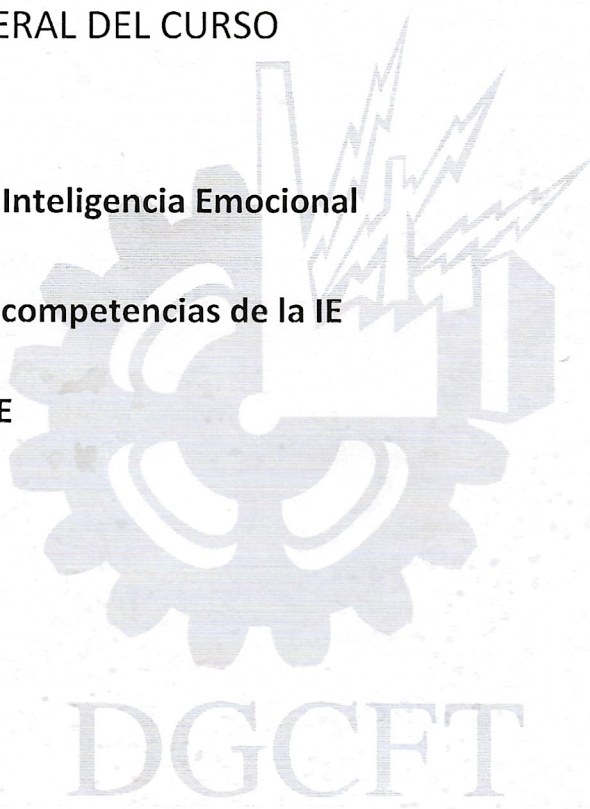 ERAL DEL CURSO
Inteligencia Emocional
competencias de la IE
E
DGCFT